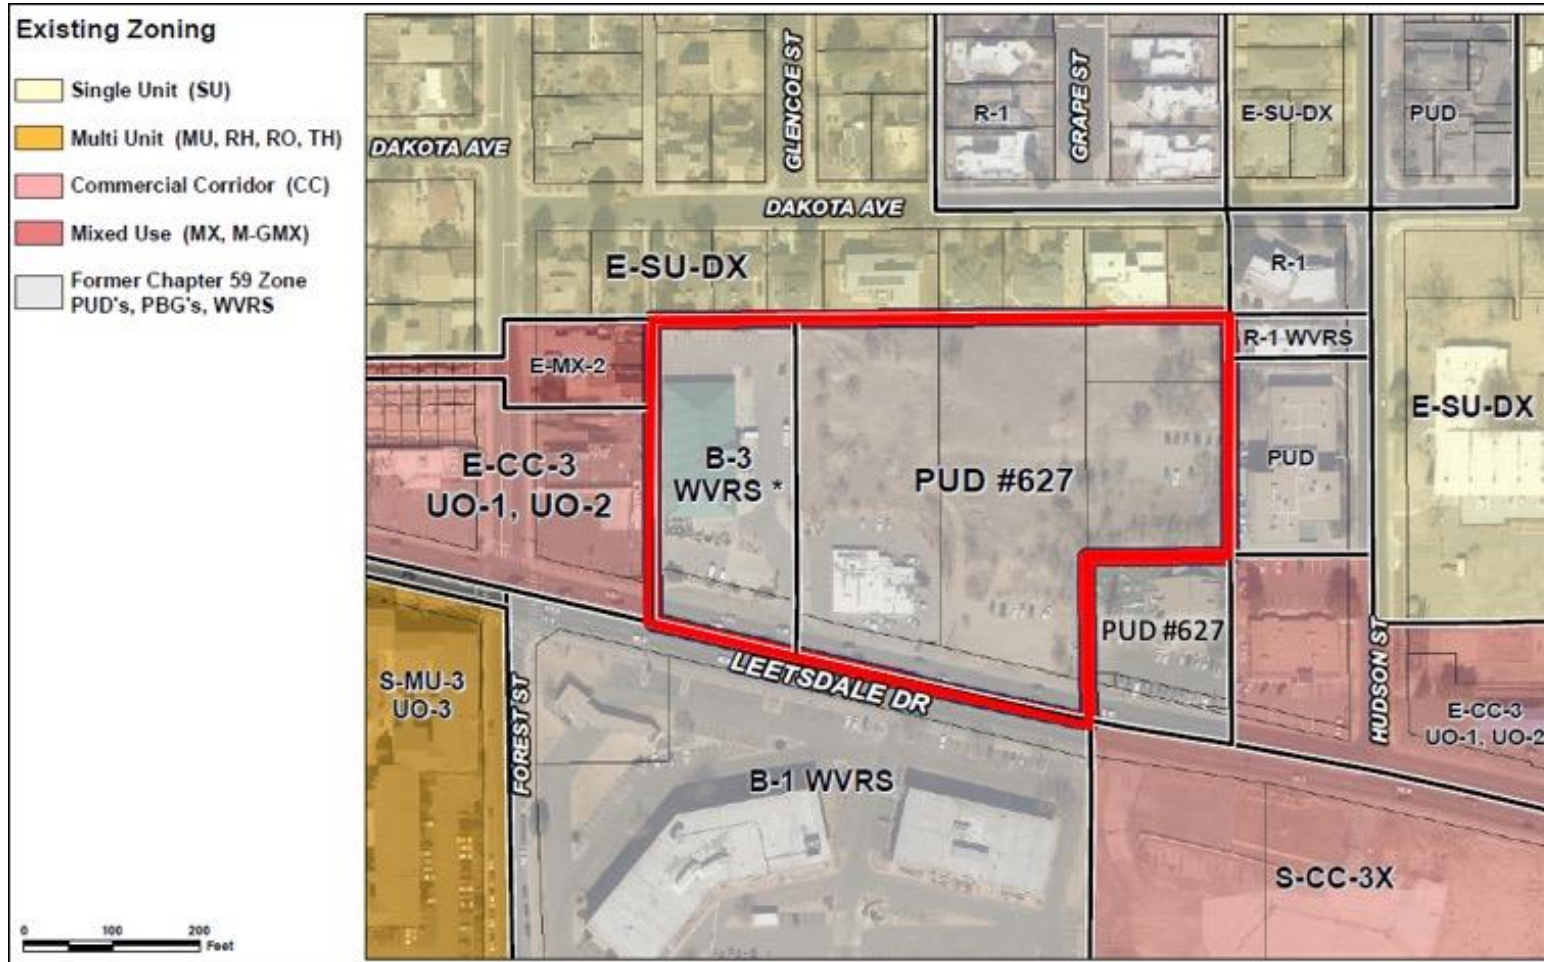 Existing Zoning
Single Unit (SU)
Multi Unit (MU, RH, RO, TH)
Commercial Corridor (CC)
Mixed Use (MX, M-GMX)
Former Chapter 59 Zone
PUD's, PBG's, WVRS
0 100 200
Feet
DAKOTA AVE
GLENCOE ST
R-1
GRAPE ST
E-SU-DX
PUD
DAKOTA AVE
E-SU-DX
R-1
R-1 WVRS
E-MX-2
E-SU-DX
E-CC-3
UO-1, UO-2
B-3
WVRS *
PUD #627
PUD
PUD #627
HUDSON ST
LEETSDALE DR
S-MU-3
UO-3
FOREST ST
E-CC-3
UO-1, UO-2
B-1 WVRS
S-CC-3X